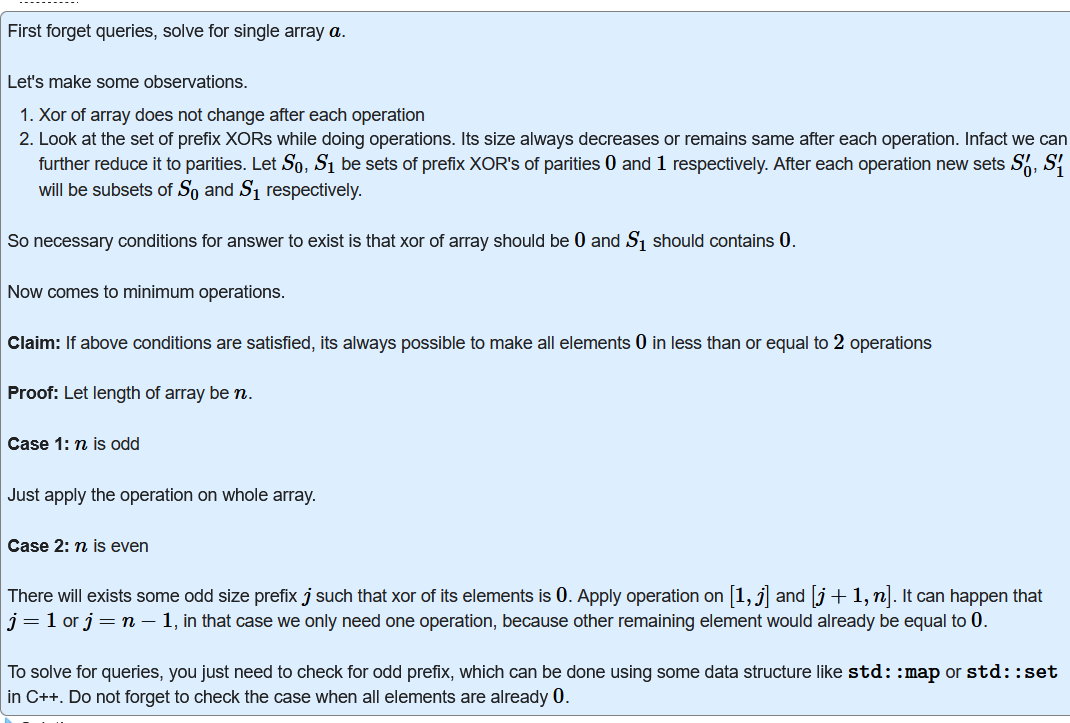 First forget queries, solve for single array a.
Let's make some observations.
1. Xor of array does not change after each operation
2. Look at the set of prefix XORs while doing operations. Its size always decreases or remains same after each operation. Infact we can
further reduce it to parities. Let S₀, S₁ be sets of prefix XOR's of parities 0 and 1 respectively. After each operation new sets S′₀, S′₁
will be subsets of S₀ and S₁ respectively.
So necessary conditions for answer to exist is that xor of array should be 0 and S₁ should contains 0.
Now comes to minimum operations.
Claim: If above conditions are satisfied, its always possible to make all elements 0 in less than or equal to 2 operations
Proof: Let length of array be n.
Case 1: n is odd
Just apply the operation on whole array.
Case 2: n is even
There will exists some odd size prefix j such that xor of its elements is 0. Apply operation on [1, j] and [j + 1, n]. It can happen that
j = 1 or j = n − 1, in that case we only need one operation, because other remaining element would already be equal to 0.
To solve for queries, you just need to check for odd prefix, which can be done using some data structure like std::map or std::set
in C++. Do not forget to check the case when all elements are already 0.